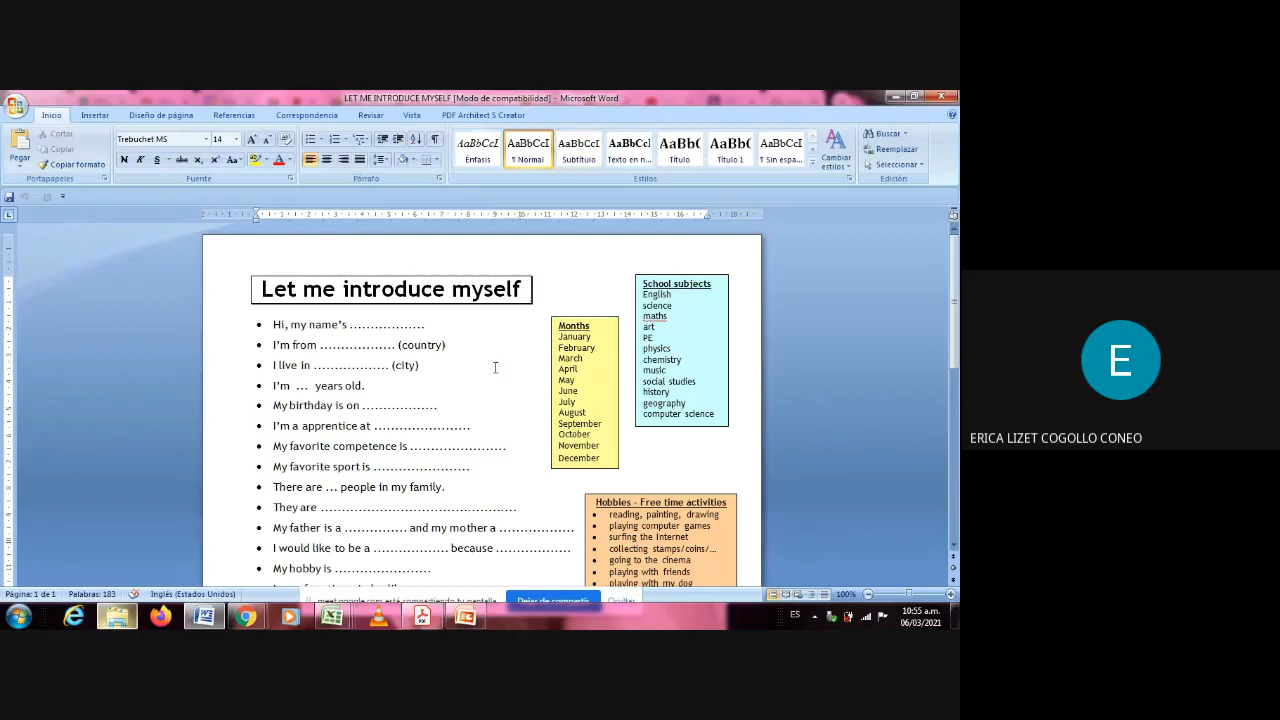 LET ME INTRODUCE MYSELF [Modo de compatibilidad] - Microsoft Word
Inicio Insertar Diseño de página Referencias Correspondencia Revisar Vista PDF Architect 5 Creator
Pegar
Cortar
Copiar
Copiar formato
Portapapeles
Trebuchet MS 14
Fuente
Párrafo
AaBbCcI AaBbCcI AaBbCcI AaBbCcI AaBbC AaBbC AaBbCcI
Énfasis ¶ Normal Subtítulo Texto en n... Título Título 1 ¶ Sin espa...
Cambiar estilos
Estilos
Buscar
Reemplazar
Seleccionar
Edición
Let me introduce myself
• Hi, my name's ..................
• I'm from .................. (country)
• I live in .................. (city)
• I'm ... years old.
• My birthday is on ..................
• I'm a apprentice at .......................
• My favorite competence is .......................
• My favorite sport is .......................
• There are ... people in my family.
• They are ...............................................
• My father is a ............... and my mother a ..................
• I would like to be a .................. because ..................
• My hobby is .......................
Months
January
February
March
April
May
June
July
August
September
October
November
December
School subjects
English
science
maths
art
PE
physics
chemistry
music
social studies
history
geography
computer science
Hobbies - Free time activities
• reading, painting, drawing
• playing computer games
• surfing the Internet
• collecting stamps/coins/...
• going to the cinema
• playing with friends
• playing with my dog
E
ERICA LIZET COGOLLO CONEO
Página: 1 de 1 Palabras: 183 Inglés (Estados Unidos) 100%
meet.google.com está compartiendo tu pantalla. Dejar de compartir Ocultar
ES 10:55 a.m.
06/03/2021